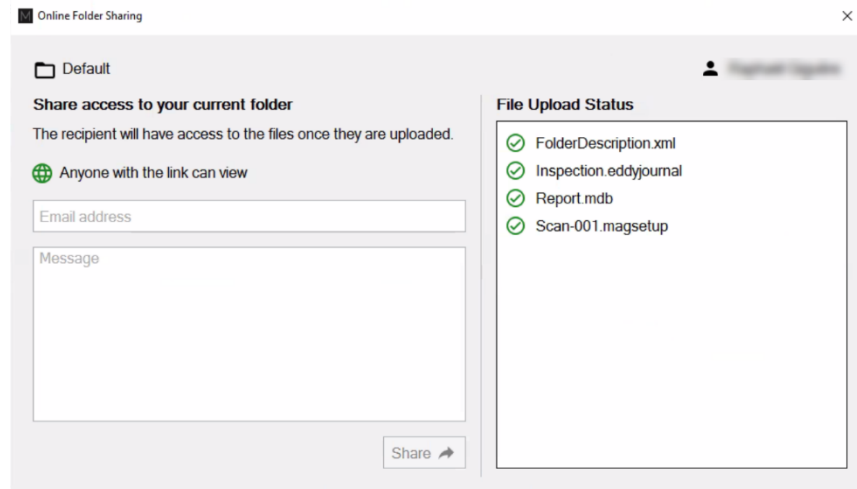 Online Folder Sharing
Default
Share access to your current folder
The recipient will have access to the files once they are uploaded.
Anyone with the link can view
Email address
Message
Share
File Upload Status
FolderDescription.xml
Inspection.eddyjournal
Report.mdb
Scan-001.magsetup